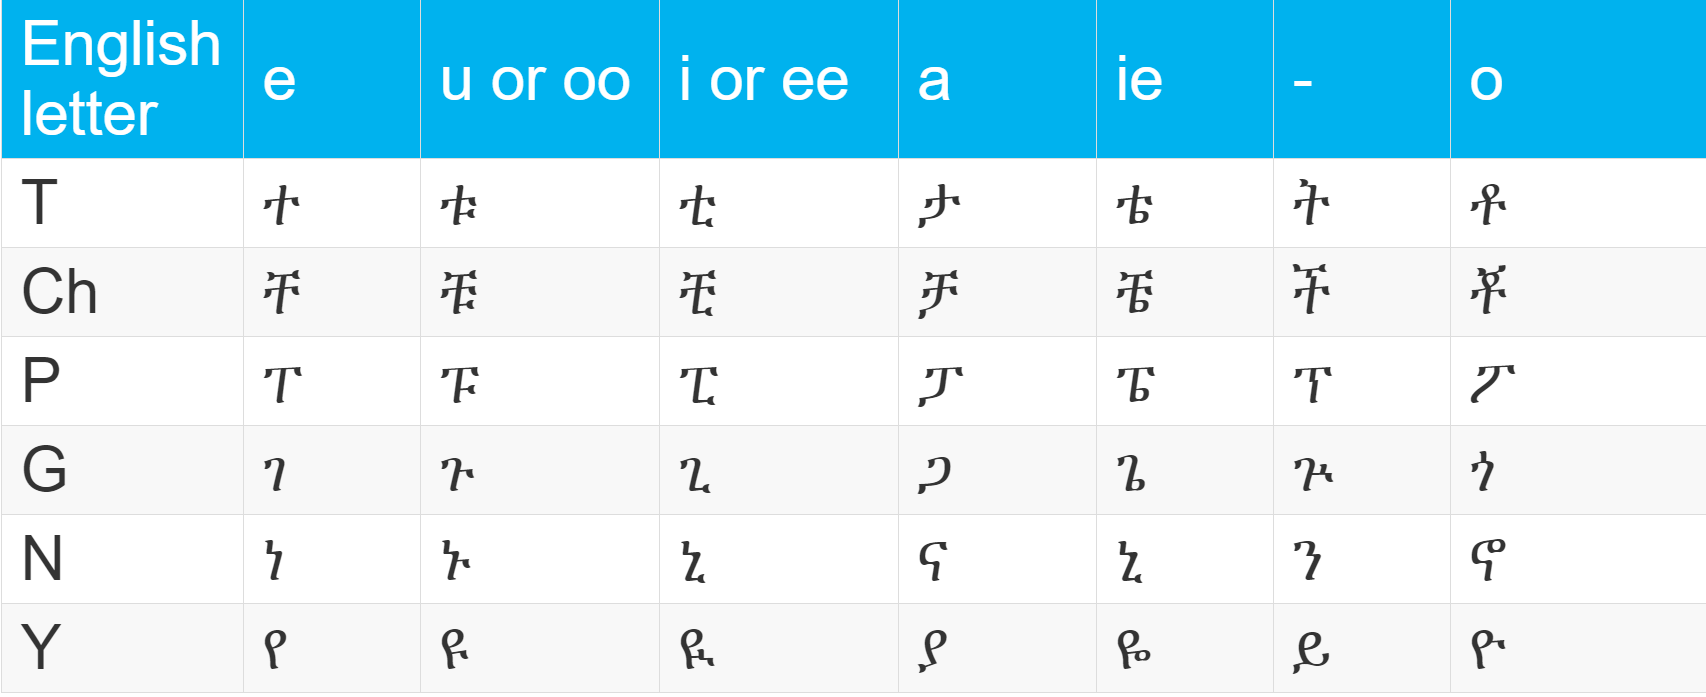 English letter e u or oo i or ee a ie - o
T ተ ቱ ቲ ታ ቴ ት ቶ
Ch ቸ ቹ ቺ ቻ ቼ ች ቾ
P ፐ ፑ ፒ ፓ ፔ ፕ ፖ
G ገ ጉ ጊ ጋ ጌ ጕ ጎ
N ነ ኑ ኒ ና ኒ ን ኖ
Y የ ዩ ዪ ያ ዬ ይ ዮ